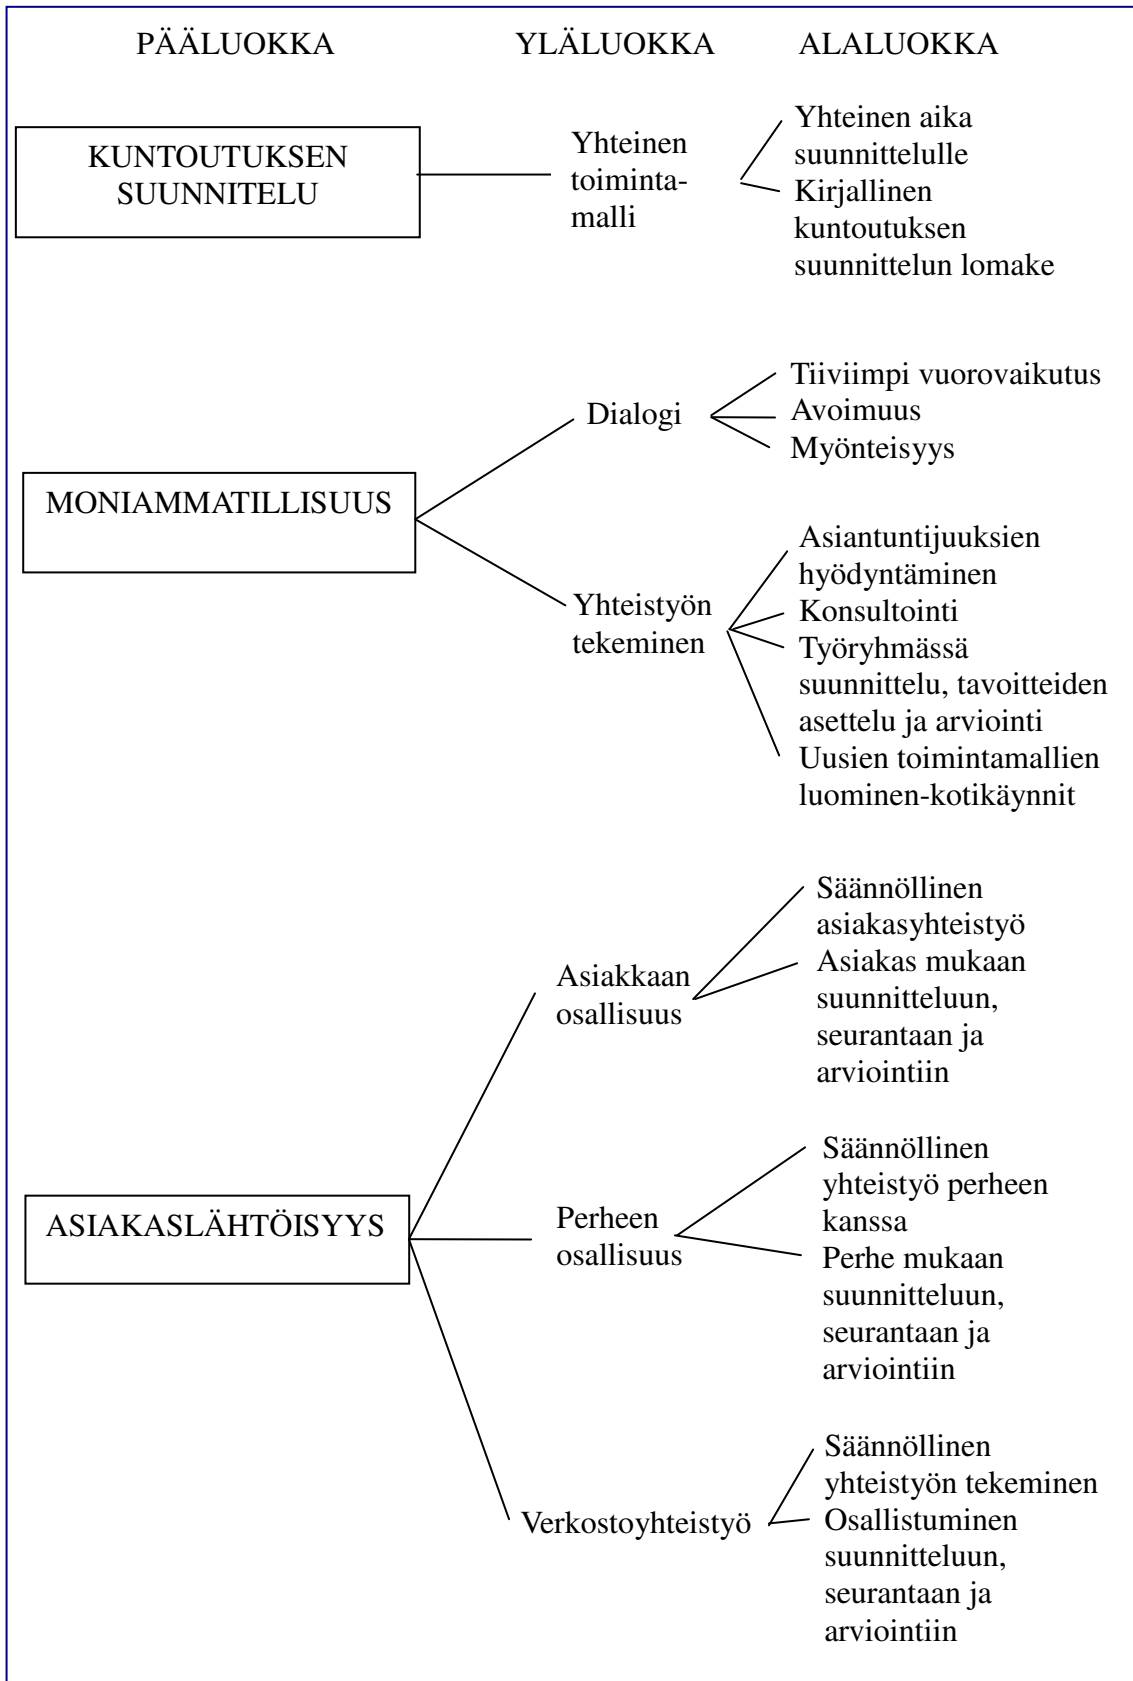 PÄÄLUOKKA YLÄLUOKKA ALALUOKKA
KUNTOUTUKSEN
SUUNNITELU
Yhteinen
toiminta-
malli
Yhteinen aika
suunnittelulle
Kirjallinen
kuntoutuksen
suunnittelun lomake
MONIAMMATILLISUUS
Dialogi
Tiiviimpi vuorovaikutus
Avoimuus
Myönteisyys
Yhteistyön
tekeminen
Asiantuntijuuksien
hyödyntäminen
Konsultointi
Työryhmässä
suunnittelu, tavoitteiden
asettelu ja arviointi
Uusien toimintamallien
luominen-kotikäynnit
ASIAKASLÄHTÖISYYS
Asiakkaan
osallisuus
Säännöllinen
asiakasyhteistyö
Asiakas mukaan
suunnitteluun,
seurantaan ja
arviointiin
Perheen
osallisuus
Säännöllinen
yhteistyö perheen
kanssa
Perhe mukaan
suunnitteluun,
seurantaan ja
arviointiin
Verkostoyhteistyö
Säännöllinen
yhteistyön tekeminen
Osallistuminen
suunnitteluun,
seurantaan ja
arviointiin